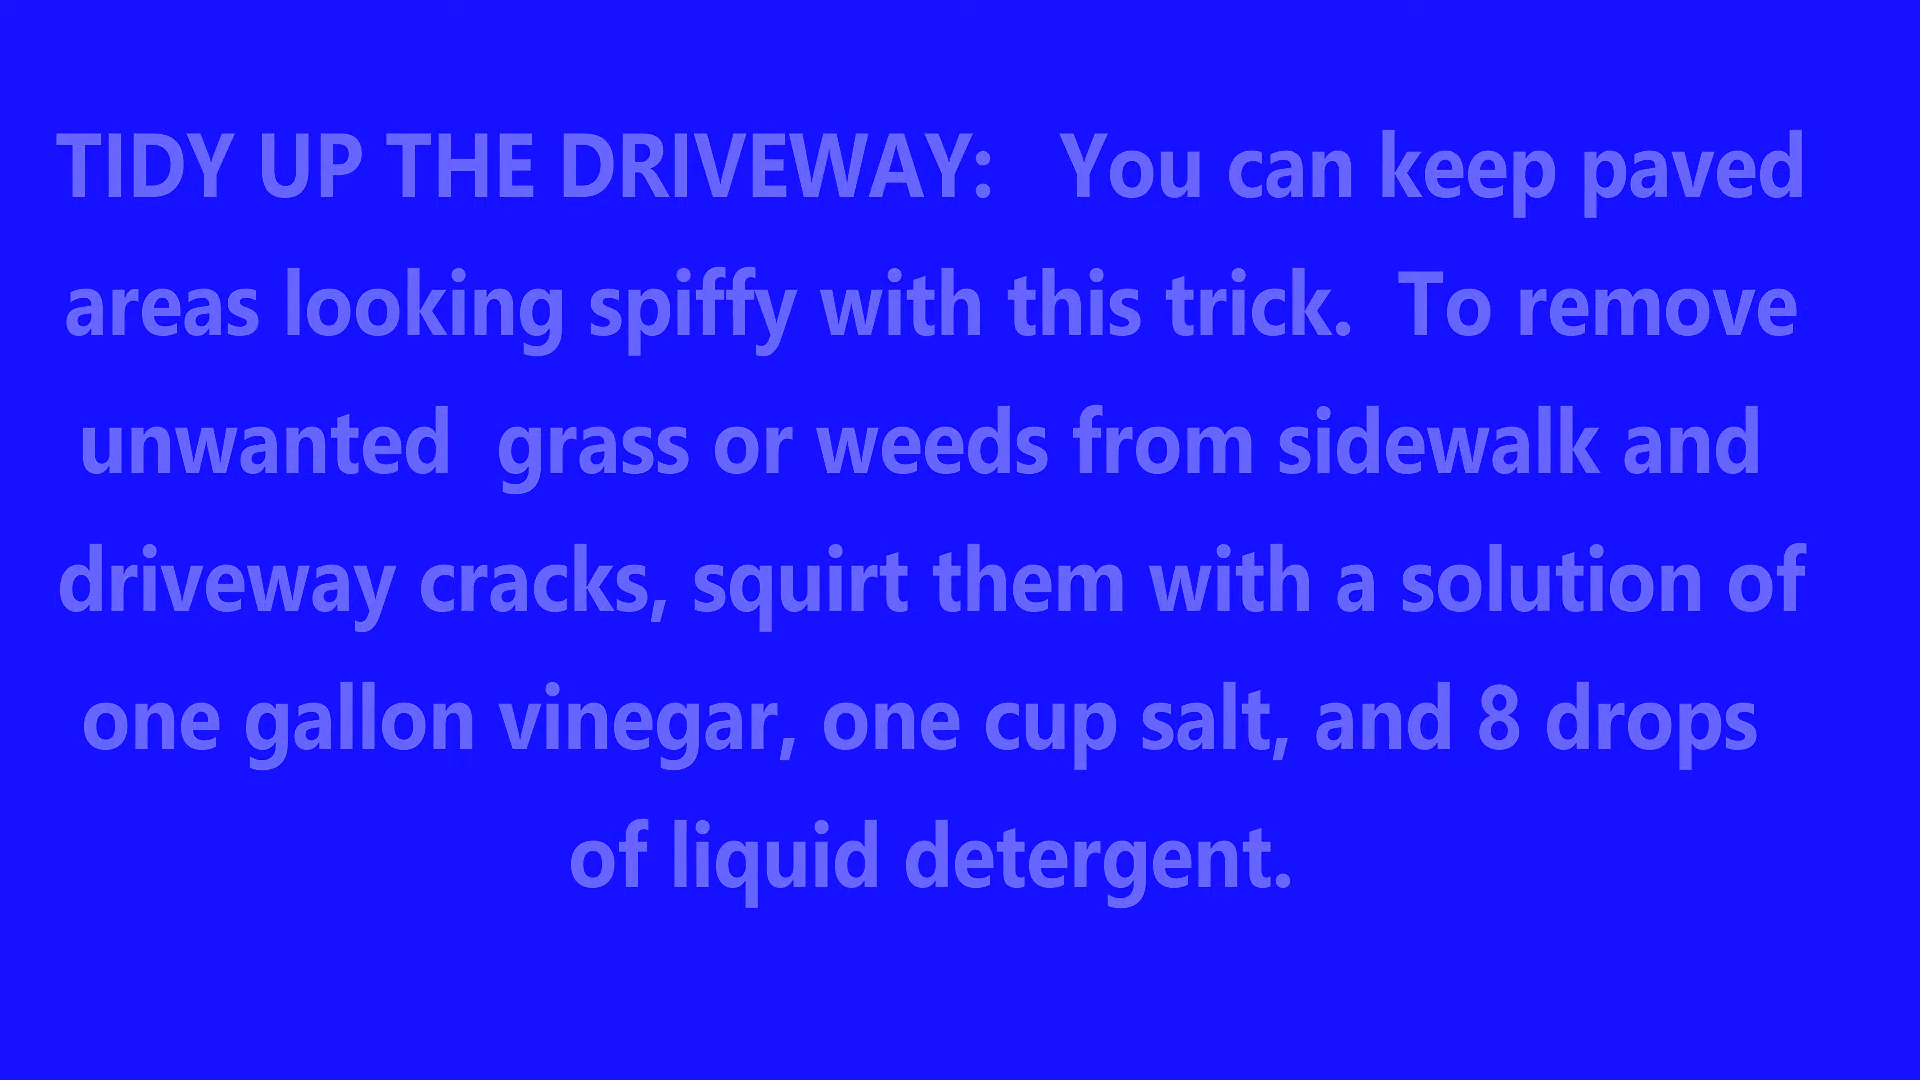 TIDY UP THE DRIVEWAY:   You can keep paved
areas looking spiffy with this trick.  To remove
unwanted  grass or weeds from sidewalk and
driveway cracks, squirt them with a solution of
one gallon vinegar, one cup salt, and 8 drops
of liquid detergent.